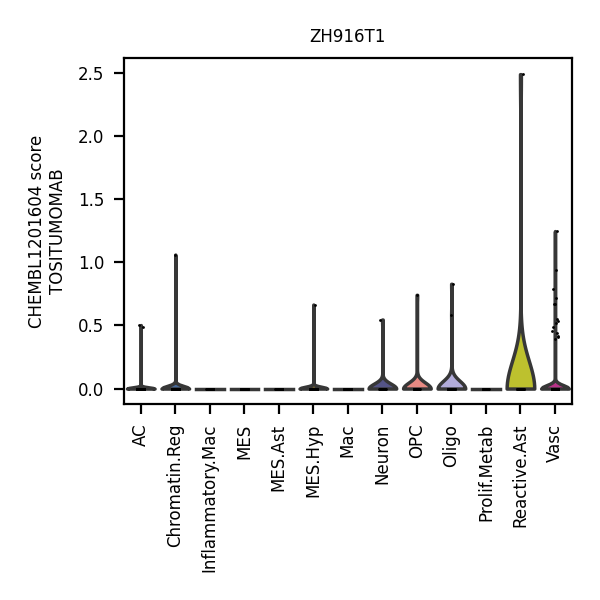 ZH916T1
CHEMBL1201604 score
TOSITUMOMAB
2.5
2.0
1.5
1.0
0.5
0.0
AC
Chromatin.Reg
Inflammatory.Mac
MES
MES.Ast
MES.Hyp
Mac
Neuron
OPC
Oligo
Prolif.Metab
Reactive.Ast
Vasc